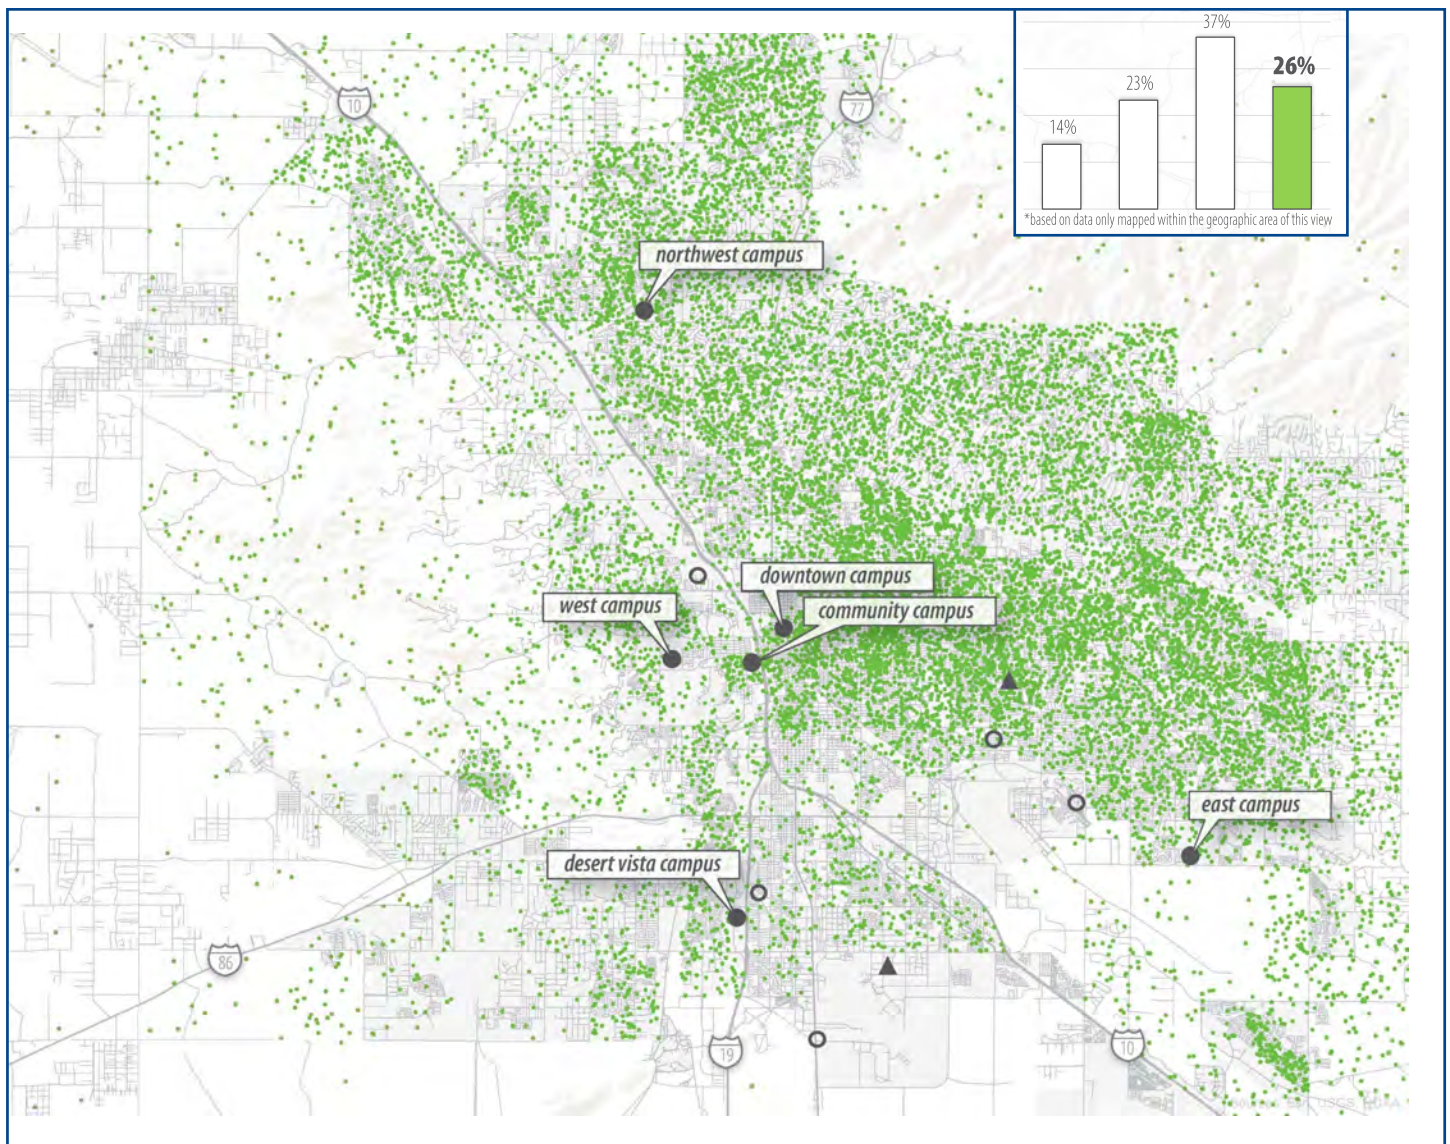 37%
26%
23%
14%
*based on data only mapped within the geographic area of this view
10
77
northwest campus
downtown campus
west campus
community campus
east campus
desert vista campus
86
19
10